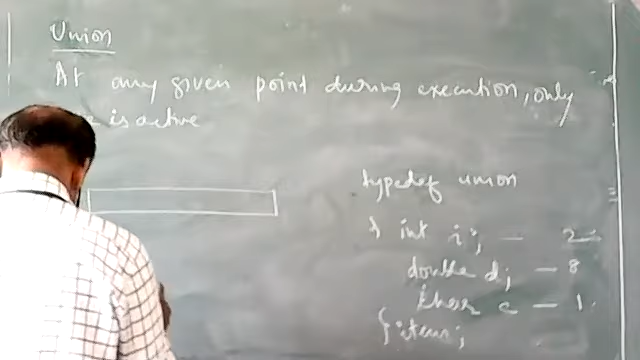 Union
At any given point during execution, only
is active
typedef union
{ int i; — 2
double d; — 8
char c — 1
} item;